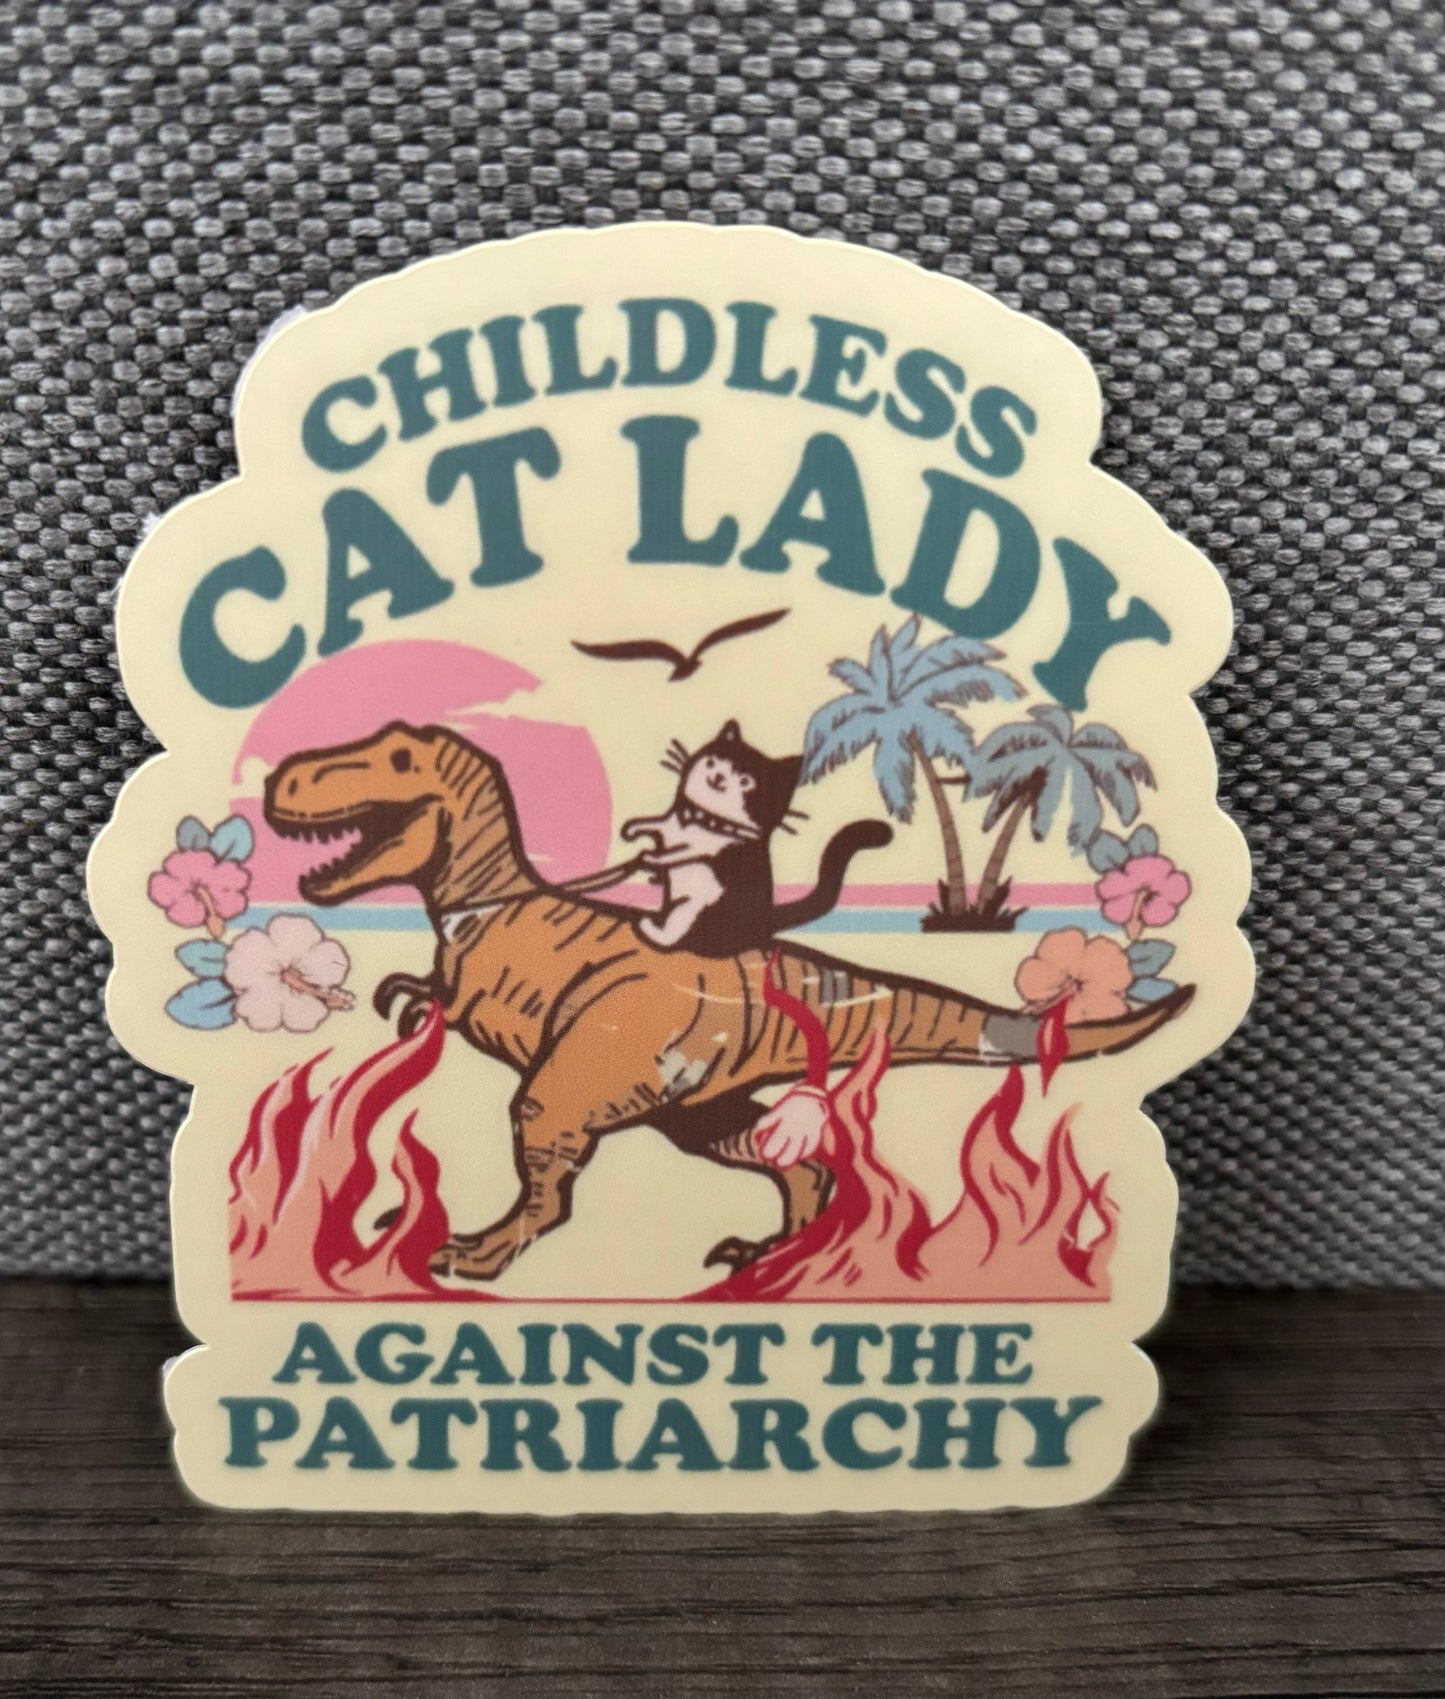 CHILDLESS
CAT LADY
AGAINST THE
PATRIARCHY